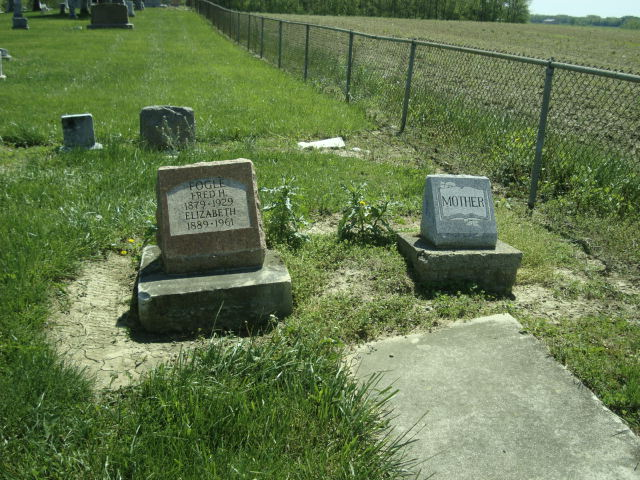 FOGLE
FRED H.
1879 - 1929
ELIZABETH
1889 - 1961
MOTHER